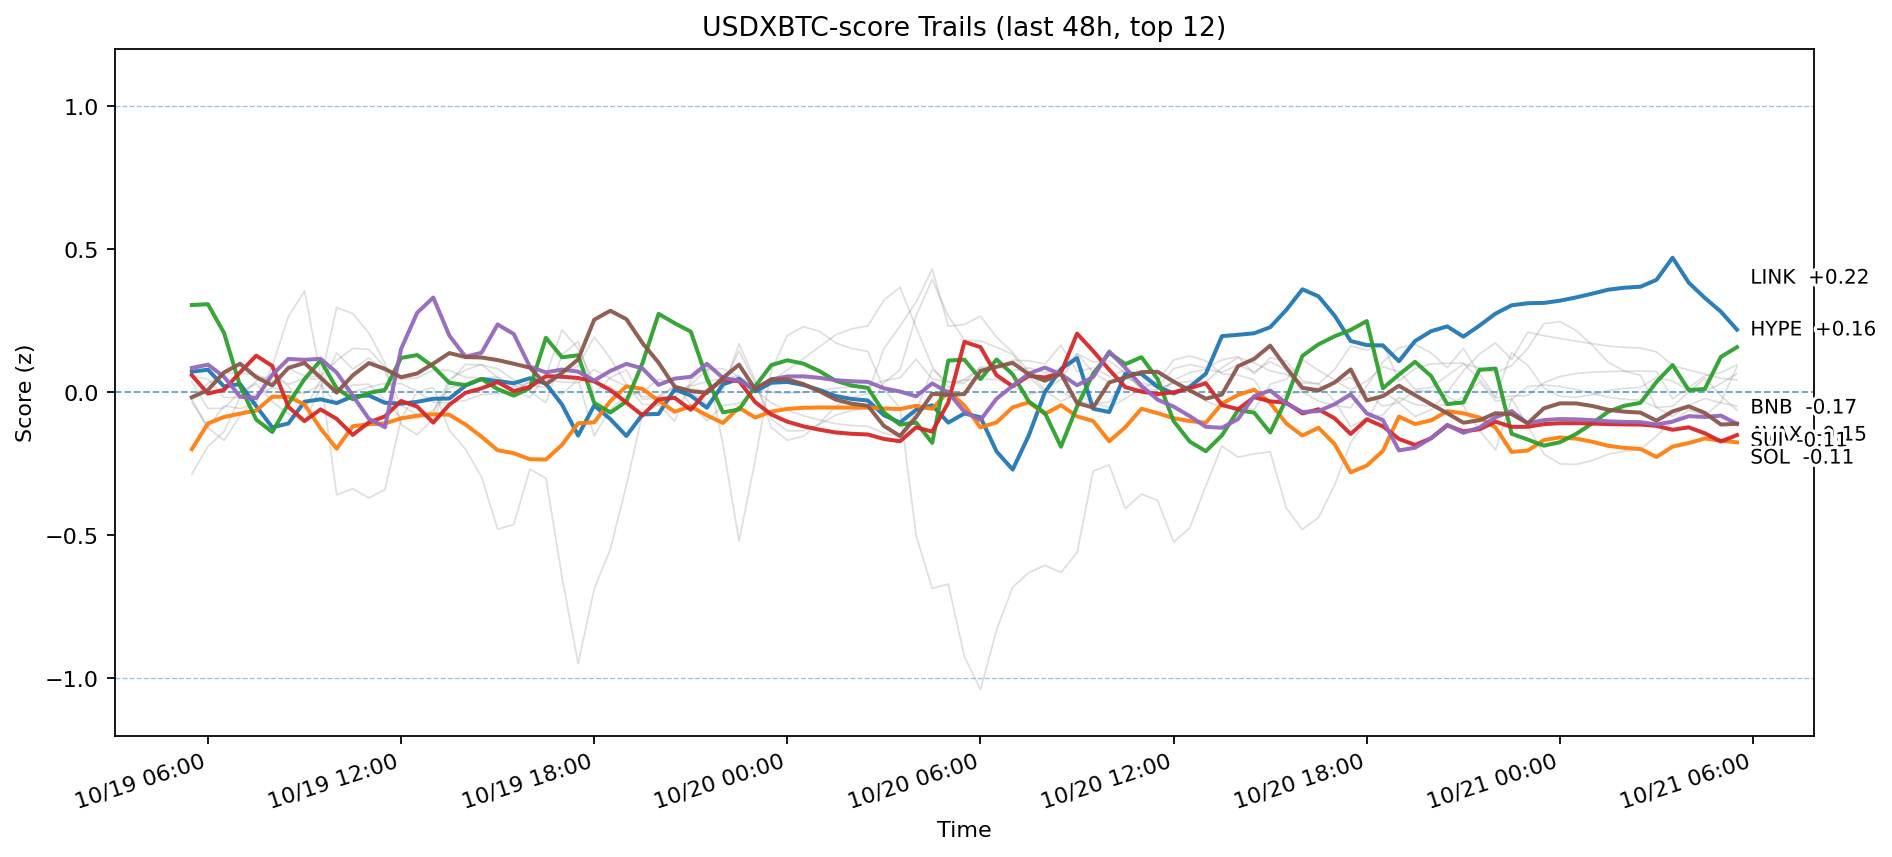 USDXBTC-score Trails (last 48h, top 12)
Score (z)
1.0
0.5
0.0
−0.5
−1.0
LINK +0.22
HYPE +0.16
BNB -0.17
SUI -0.11
SOL -0.11
10/19 06:00
10/19 12:00
10/19 18:00
10/20 00:00
10/20 06:00
10/20 12:00
10/20 18:00
10/21 00:00
10/21 06:00
Time